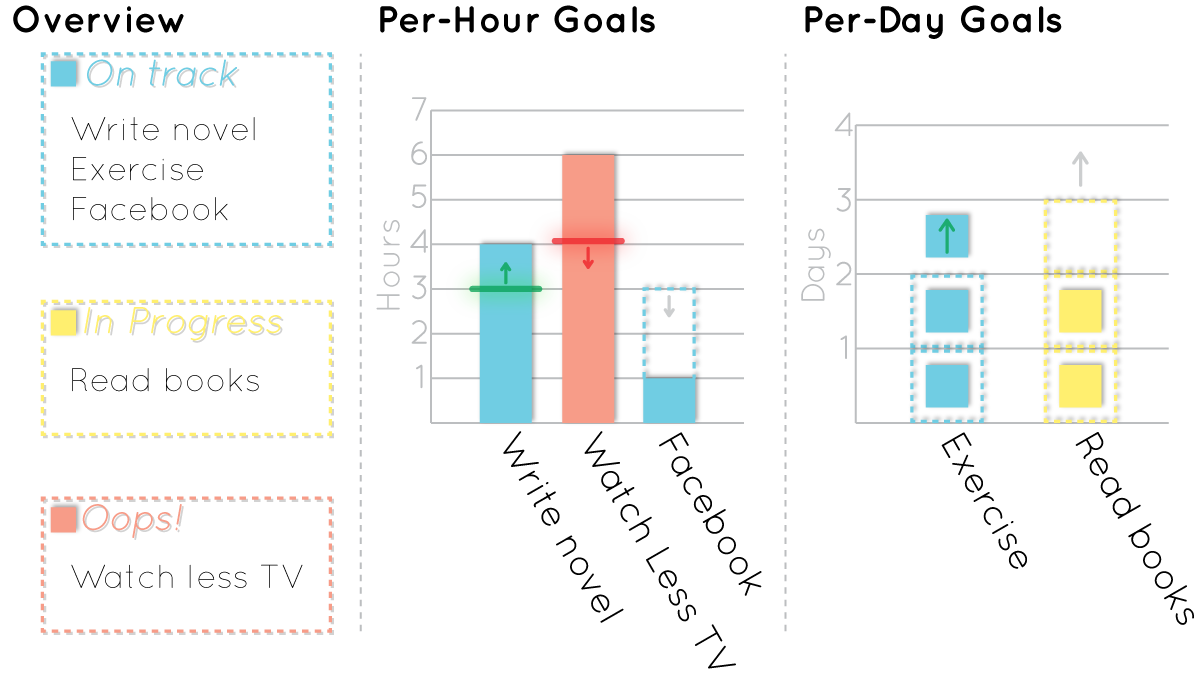 Overview
On track
Write novel
Exercise
Facebook
In Progress
Read books
Oops!
Watch less TV
Per-Hour Goals
Hours
7
6
5
4
3
2
1
Write novel
Watch Less TV
Facebook
Per-Day Goals
Days
4
3
2
1
Exercise
Read books